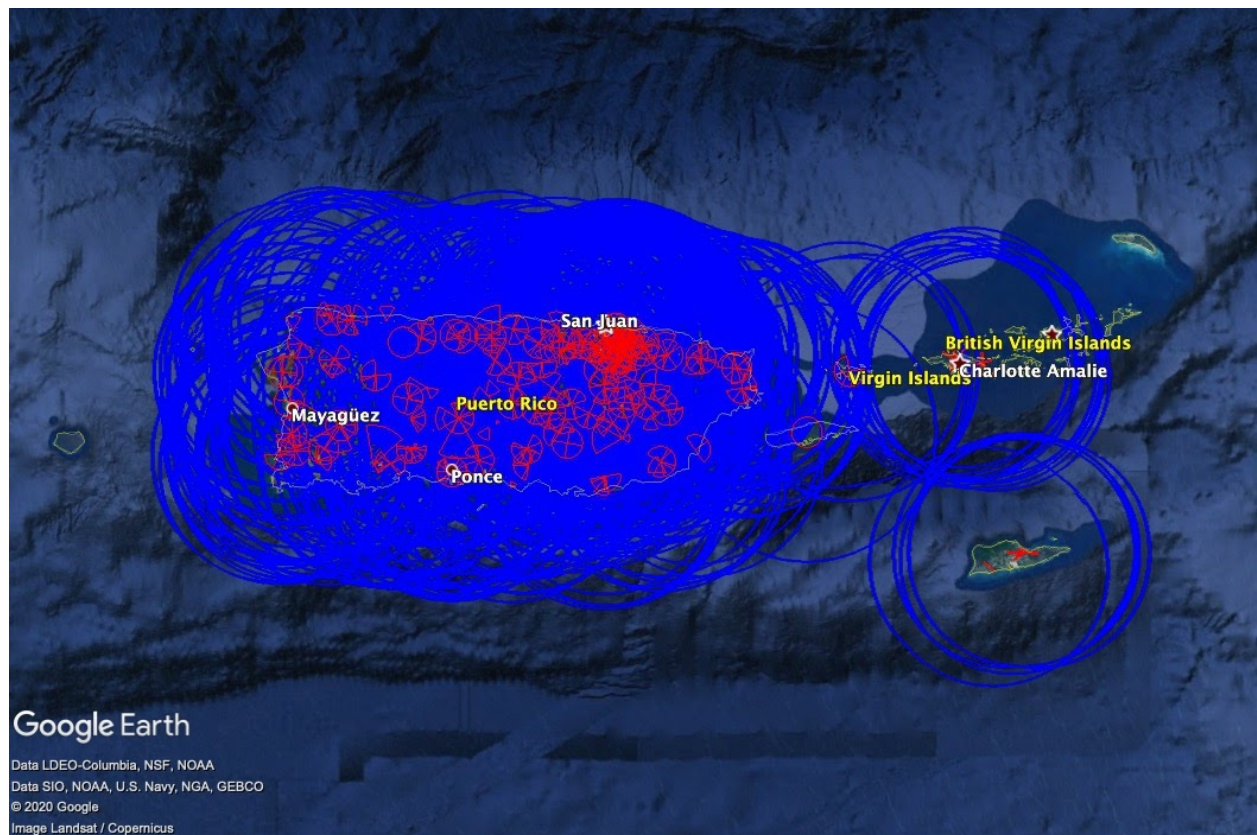 San Juan
British Virgin Islands
Virgin Islands
Charlotte Amalie
Puerto Rico
Mayagüez
Ponce
Google Earth
Data LDEO-Columbia, NSF, NOAA
Data SIO, NOAA, U.S. Navy, NGA, GEBCO
© 2020 Google
Image Landsat / Copernicus